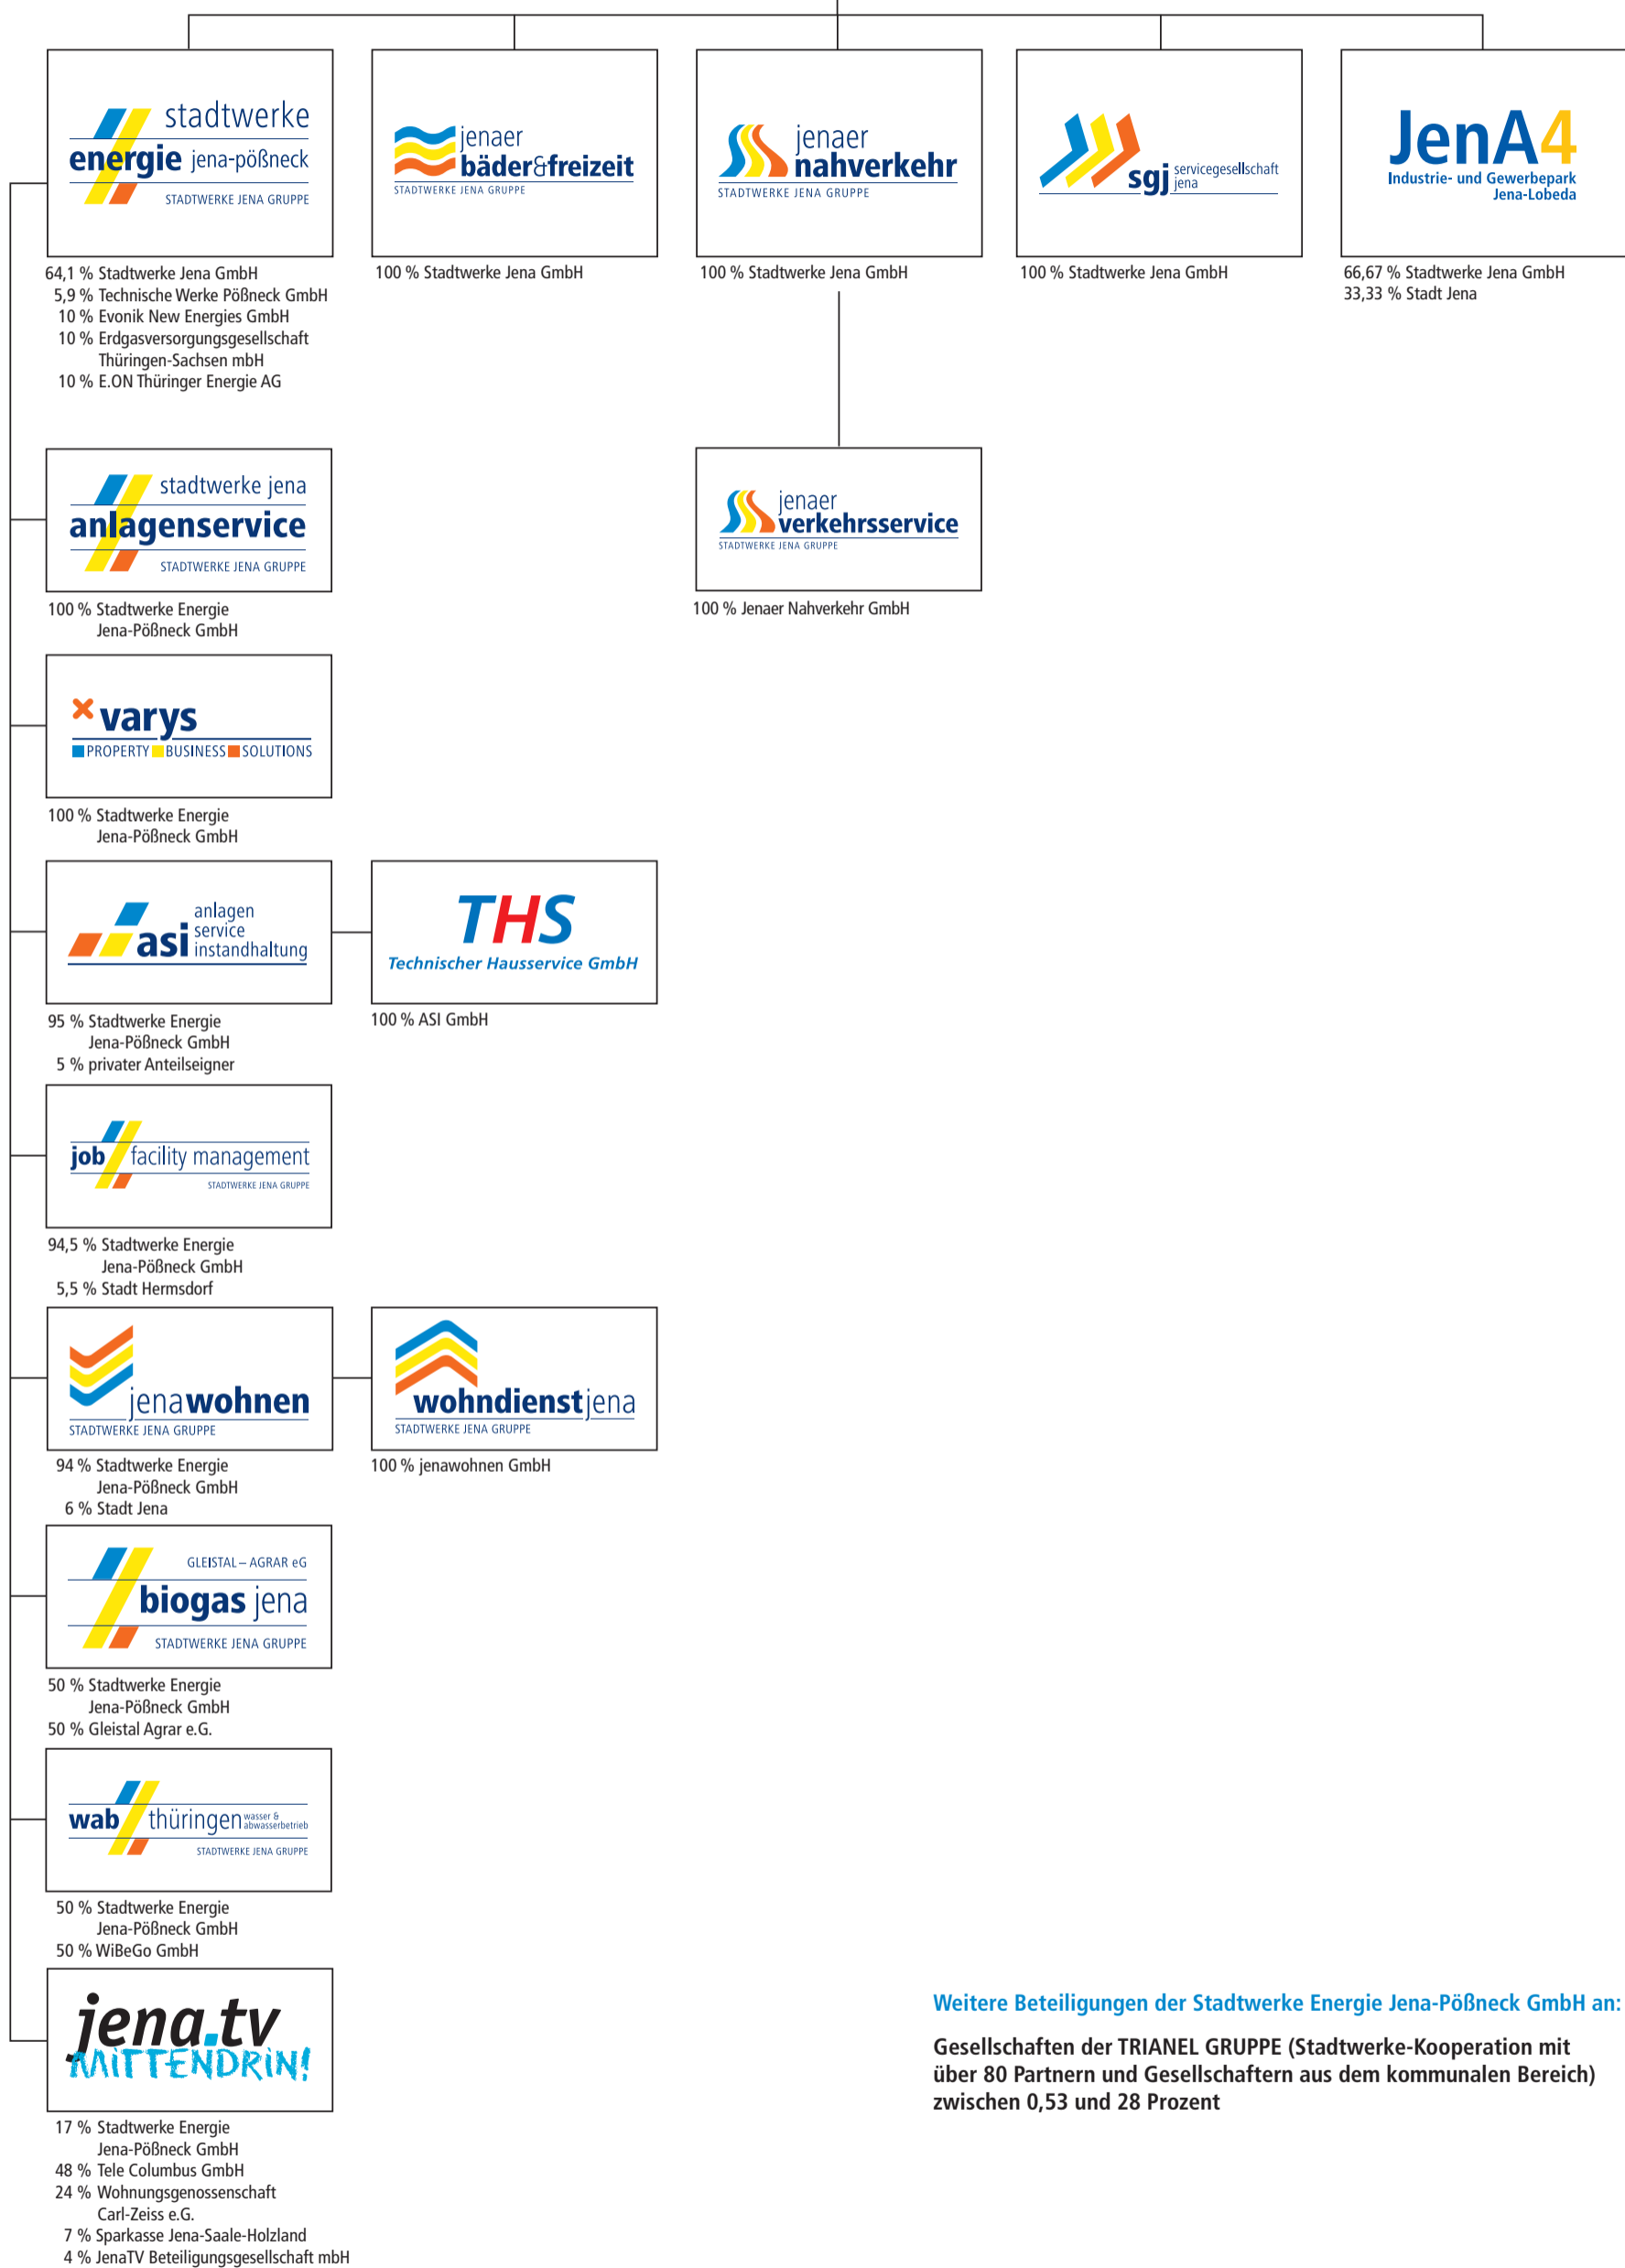 stadtwerke
energie jena-pößneck
STADTWERKE JENA GRUPPE
64,1 % Stadtwerke Jena GmbH
5,9 % Technische Werke Pößneck GmbH
10 % Evonik New Energies GmbH
10 % Erdgasversorgungsgesellschaft
Thüringen-Sachsen mbH
10 % E.ON Thüringer Energie AG
jenaer
bäder&freizeit
STADTWERKE JENA GRUPPE
100 % Stadtwerke Jena GmbH
jenaer
nahverkehr
STADTWERKE JENA GRUPPE
100 % Stadtwerke Jena GmbH
sgj servicegesellschaft
jena
100 % Stadtwerke Jena GmbH
JenA4
Industrie- und Gewerbepark
Jena-Lobeda
66,67 % Stadtwerke Jena GmbH
33,33 % Stadt Jena
stadtwerke jena
anlagenservice
STADTWERKE JENA GRUPPE
100 % Stadtwerke Energie
Jena-Pößneck GmbH
jenaer
verkehrsservice
STADTWERKE JENA GRUPPE
100 % Jenaer Nahverkehr GmbH
varys
PROPERTY BUSINESS SOLUTIONS
100 % Stadtwerke Energie
Jena-Pößneck GmbH
asi anlagen
service
instandhaltung
95 % Stadtwerke Energie
Jena-Pößneck GmbH
5 % privater Anteilseigner
THS
Technischer Hausservice GmbH
100 % ASI GmbH
job facility management
STADTWERKE JENA GRUPPE
94,5 % Stadtwerke Energie
Jena-Pößneck GmbH
5,5 % Stadt Hermsdorf
jenawohnen
STADTWERKE JENA GRUPPE
94 % Stadtwerke Energie
Jena-Pößneck GmbH
6 % Stadt Jena
wohndienstjena
STADTWERKE JENA GRUPPE
100 % jenawohnen GmbH
GLEISTAL – AGRAR eG
biogas jena
STADTWERKE JENA GRUPPE
50 % Stadtwerke Energie
Jena-Pößneck GmbH
50 % Gleistal Agrar e.G.
wab thüringen wasser &
abwasserbetrieb
STADTWERKE JENA GRUPPE
50 % Stadtwerke Energie
Jena-Pößneck GmbH
50 % WiBeGo GmbH
jena.tv
MITTENDRIN!
17 % Stadtwerke Energie
Jena-Pößneck GmbH
48 % Tele Columbus GmbH
24 % Wohnungsgenossenschaft
Carl-Zeiss e.G.
7 % Sparkasse Jena-Saale-Holzland
4 % JenaTV Beteiligungsgesellschaft mbH
Weitere Beteiligungen der Stadtwerke Energie Jena-Pößneck GmbH an:
Gesellschaften der TRIANEL GRUPPE (Stadtwerke-Kooperation mit
über 80 Partnern und Gesellschaftern aus dem kommunalen Bereich)
zwischen 0,53 und 28 Prozent